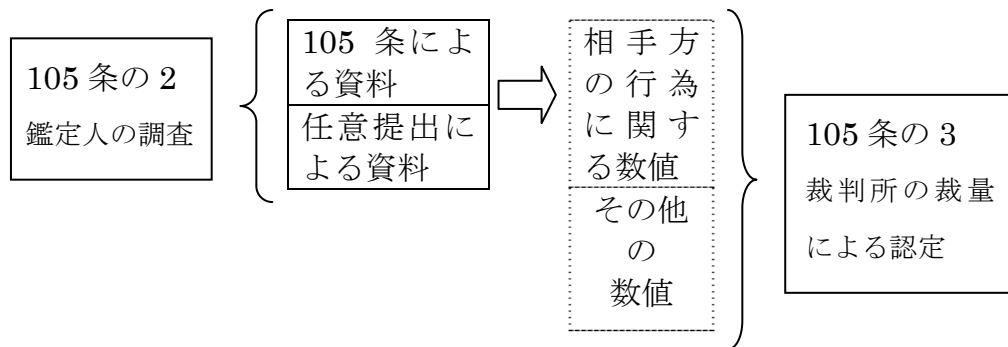 105 条の 2
鑑定人の調査
105 条によ
る資料
任意提出に
よる資料
相手方
の行為
に関す
る数値
その他
の
数値
105 条の 3
裁判所の裁量
による認定